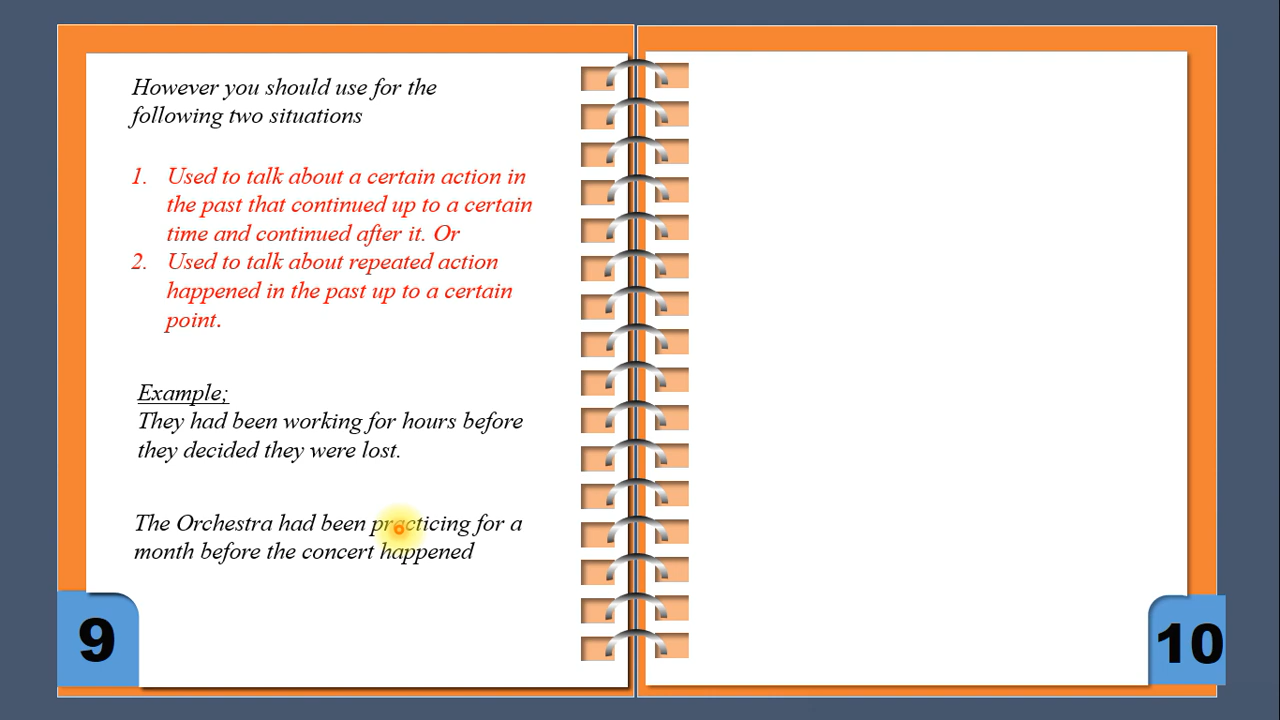 However you should use for the
following two situations
1. Used to talk about a certain action in
the past that continued up to a certain
time and continued after it. Or
2. Used to talk about repeated action
happened in the past up to a certain
point.
Example;
They had been working for hours before
they decided they were lost.
The Orchestra had been practicing for a
month before the concert happened
9
10